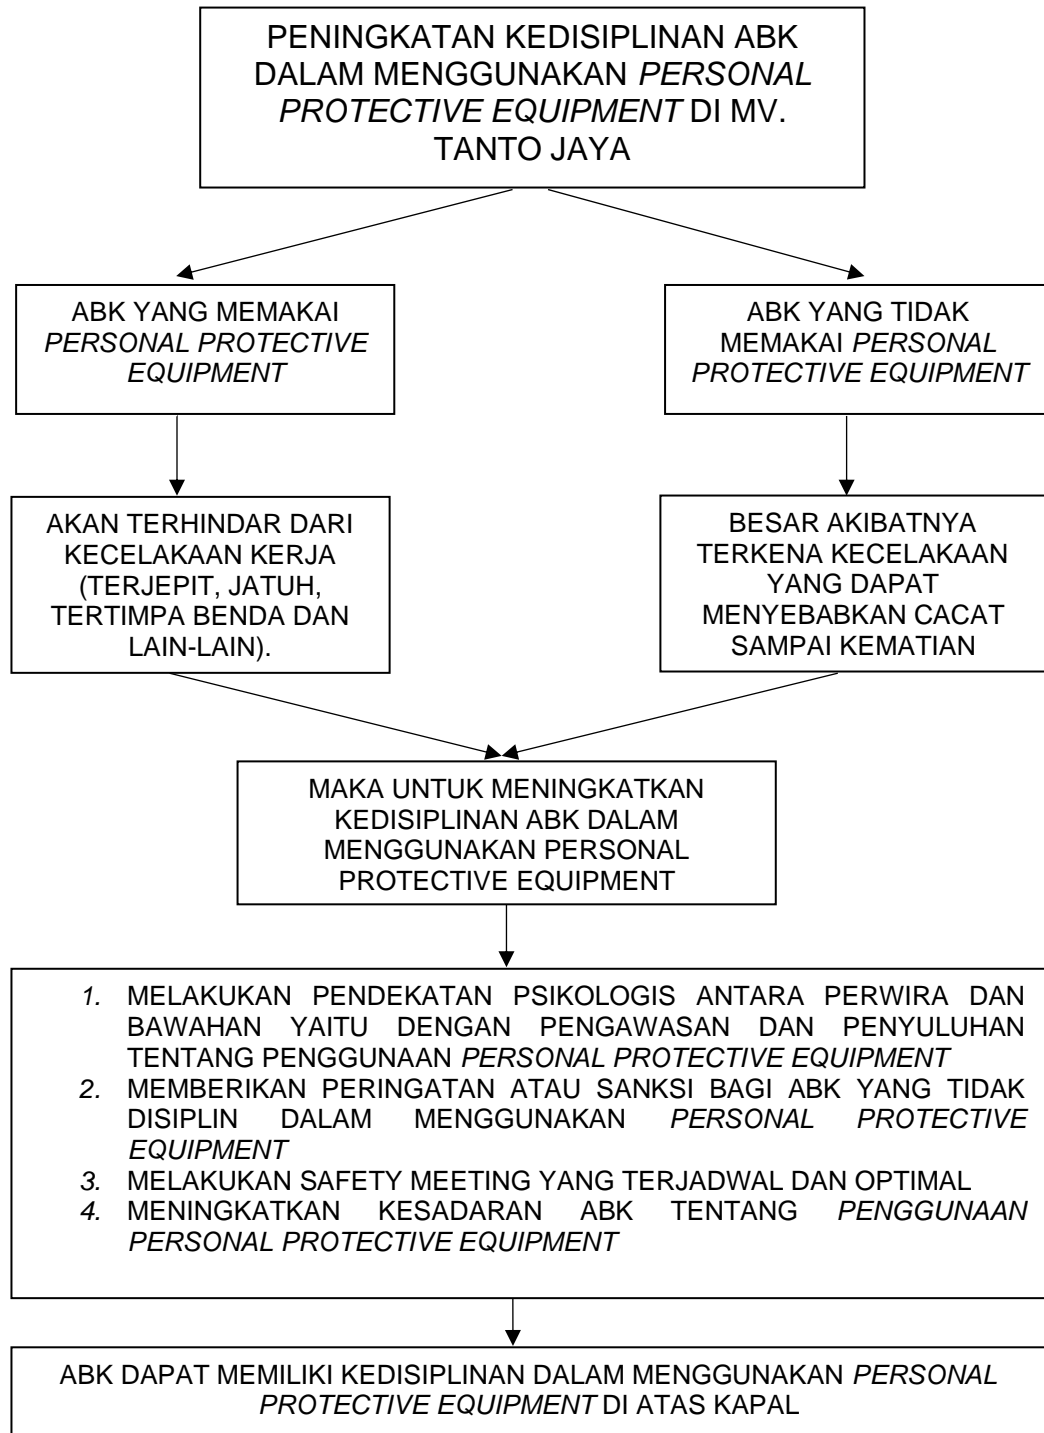 PENINGKATAN KEDISIPLINAN ABK
DALAM MENGGUNAKAN PERSONAL
PROTECTIVE EQUIPMENT DI MV.
TANTO JAYA
ABK YANG MEMAKAI
PERSONAL PROTECTIVE
EQUIPMENT
ABK YANG TIDAK
MEMAKAI PERSONAL
PROTECTIVE EQUIPMENT
AKAN TERHINDAR DARI
KECELAKAAN KERJA
(TERJEPIT, JATUH,
TERTIMPA BENDA DAN
LAIN-LAIN).
BESAR AKIBATNYA
TERKENA KECELAKAAN
YANG DAPAT
MENYEBABKAN CACAT
SAMPAI KEMATIAN
MAKA UNTUK MENINGKATKAN
KEDISIPLINAN ABK DALAM
MENGGUNAKAN PERSONAL
PROTECTIVE EQUIPMENT
1. MELAKUKAN PENDEKATAN PSIKOLOGIS ANTARA PERWIRA DAN
BAWAHAN YAITU DENGAN PENGAWASAN DAN PENYULUHAN
TENTANG PENGGUNAAN PERSONAL PROTECTIVE EQUIPMENT
2. MEMBERIKAN PERINGATAN ATAU SANKSI BAGI ABK YANG TIDAK
DISIPLIN DALAM MENGGUNAKAN PERSONAL PROTECTIVE
EQUIPMENT
3. MELAKUKAN SAFETY MEETING YANG TERJADWAL DAN OPTIMAL
4. MENINGKATKAN KESADARAN ABK TENTANG PENGGUNAAN
PERSONAL PROTECTIVE EQUIPMENT
ABK DAPAT MEMILIKI KEDISIPLINAN DALAM MENGGUNAKAN PERSONAL
PROTECTIVE EQUIPMENT DI ATAS KAPAL